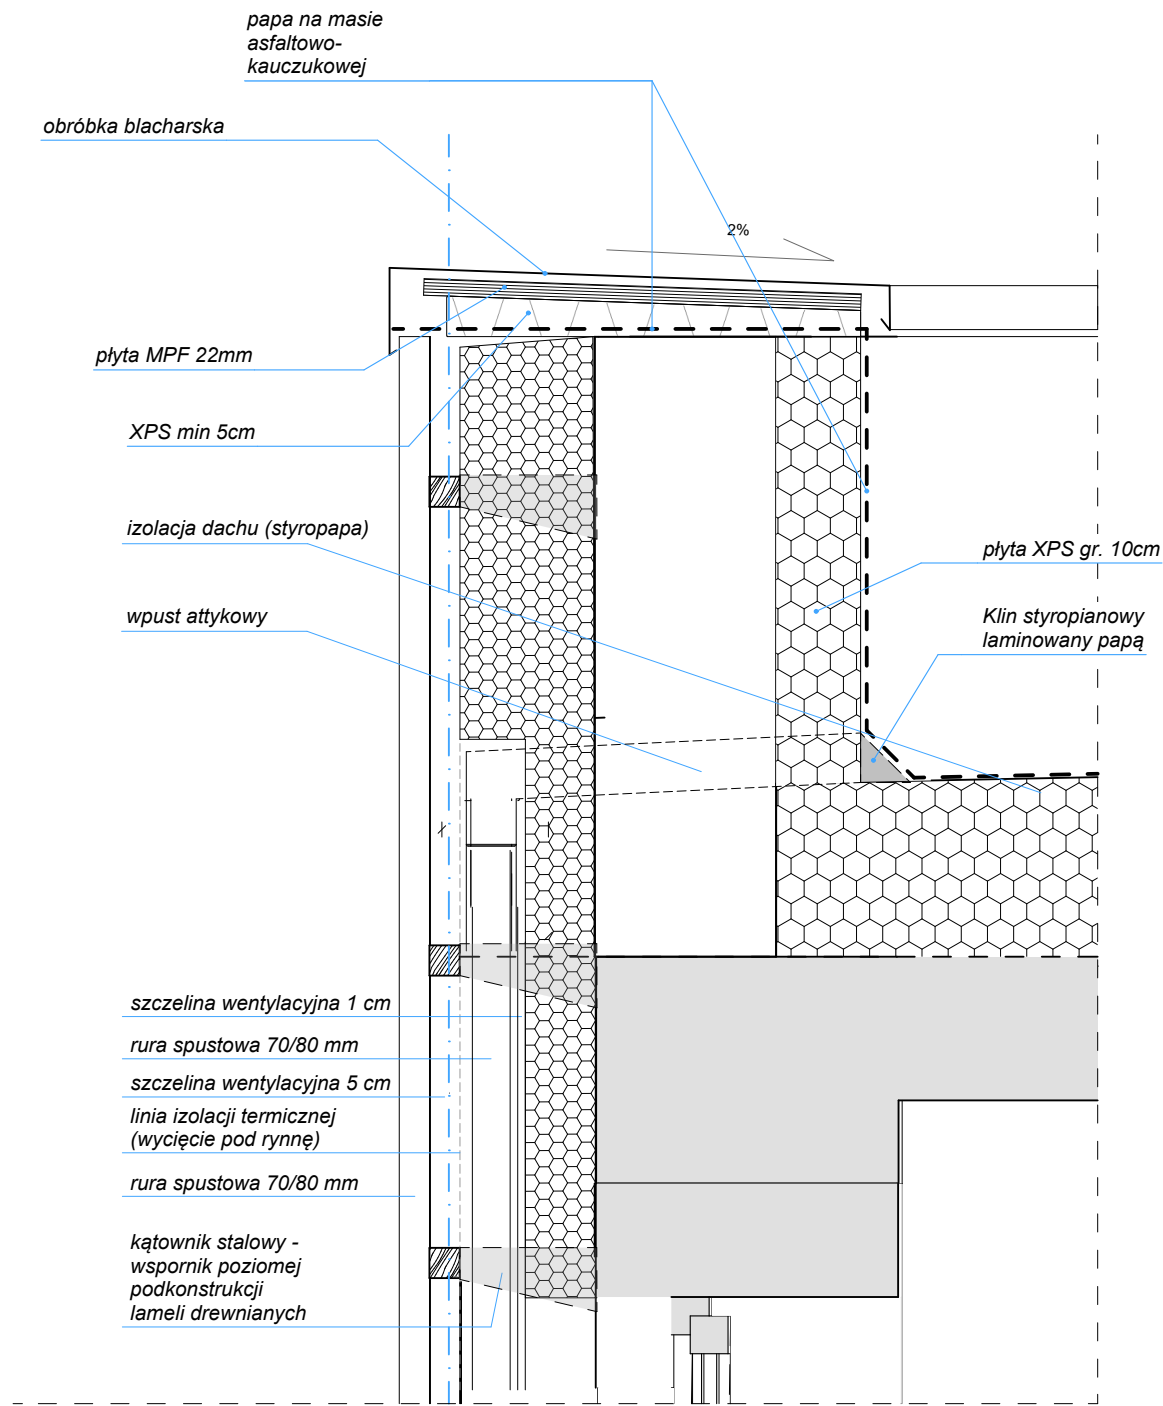 papa na masie
asfaltowo-
kauczukowej
obróbka blacharska
2%
płyta MPF 22mm
XPS min 5cm
izolacja dachu (styropapa)
płyta XPS gr. 10cm
wpust attykowy
Klin styropianowy
laminowany papą
szczelina wentylacyjna 1 cm
rura spustowa 70/80 mm
szczelina wentylacyjna 5 cm
linia izolacji termicznej
(wycięcie pod rynnę)
rura spustowa 70/80 mm
kątownik stalowy -
wspornik poziomej
podkonstrukcji
lameli drewnianych